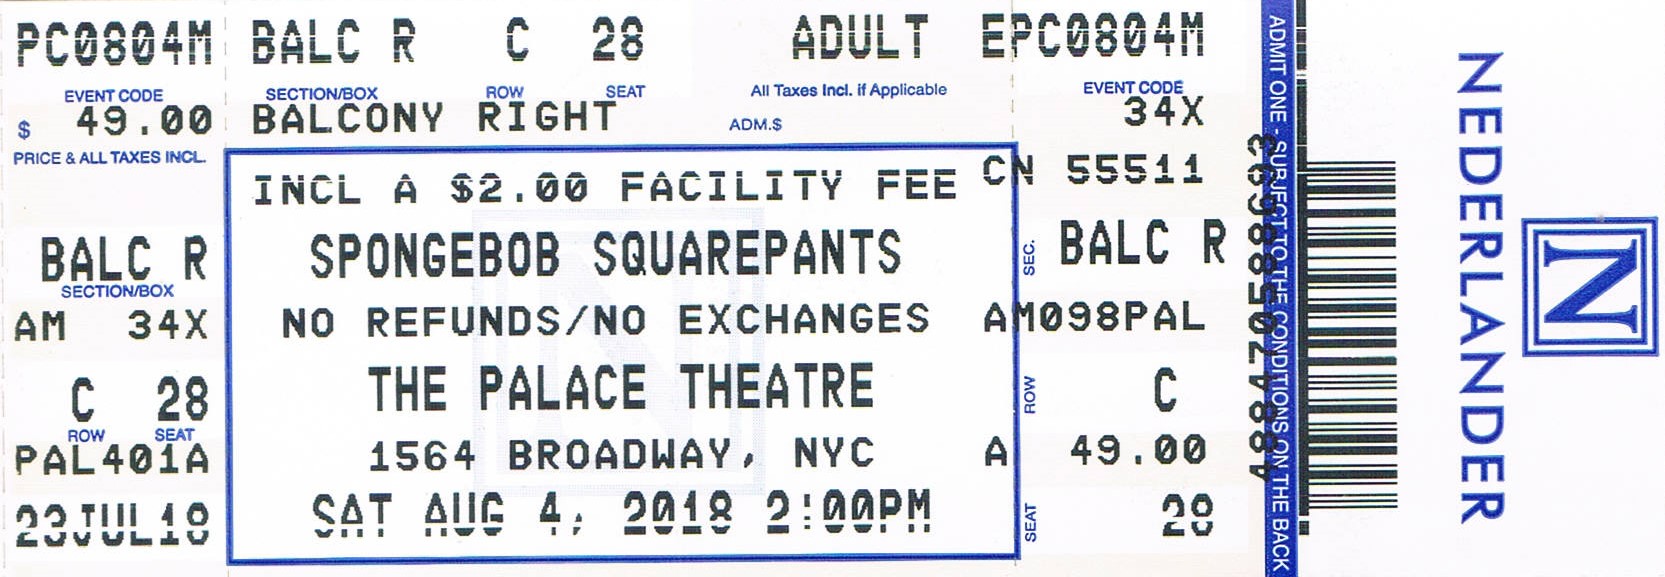 PC0804M BALC R C 28 ADULT EPC0804M
EVENT CODE SECTION/BOX ROW SEAT All Taxes Incl. if Applicable EVENT CODE
$ 49.00 BALCONY RIGHT ADM.$ 34X
PRICE & ALL TAXES INCL.
INCL A $2.00 FACILITY FEE CN 55511
BALC R SPONGEBOB SQUAREPANTS SEC. BALC R
SECTION/BOX
AM 34X NO REFUNDS/NO EXCHANGES AM098PAL
C 28 THE PALACE THEATRE ROW C
ROW SEAT
PAL401A 1564 BROADWAY, NYC A 49.00
23JUL18 SAT AUG 4, 2018 2:00PM SEAT 28
ADMIT ONE - SUBJECT TO THE CONDITIONS ON THE BACK
NEDERLANDER
N